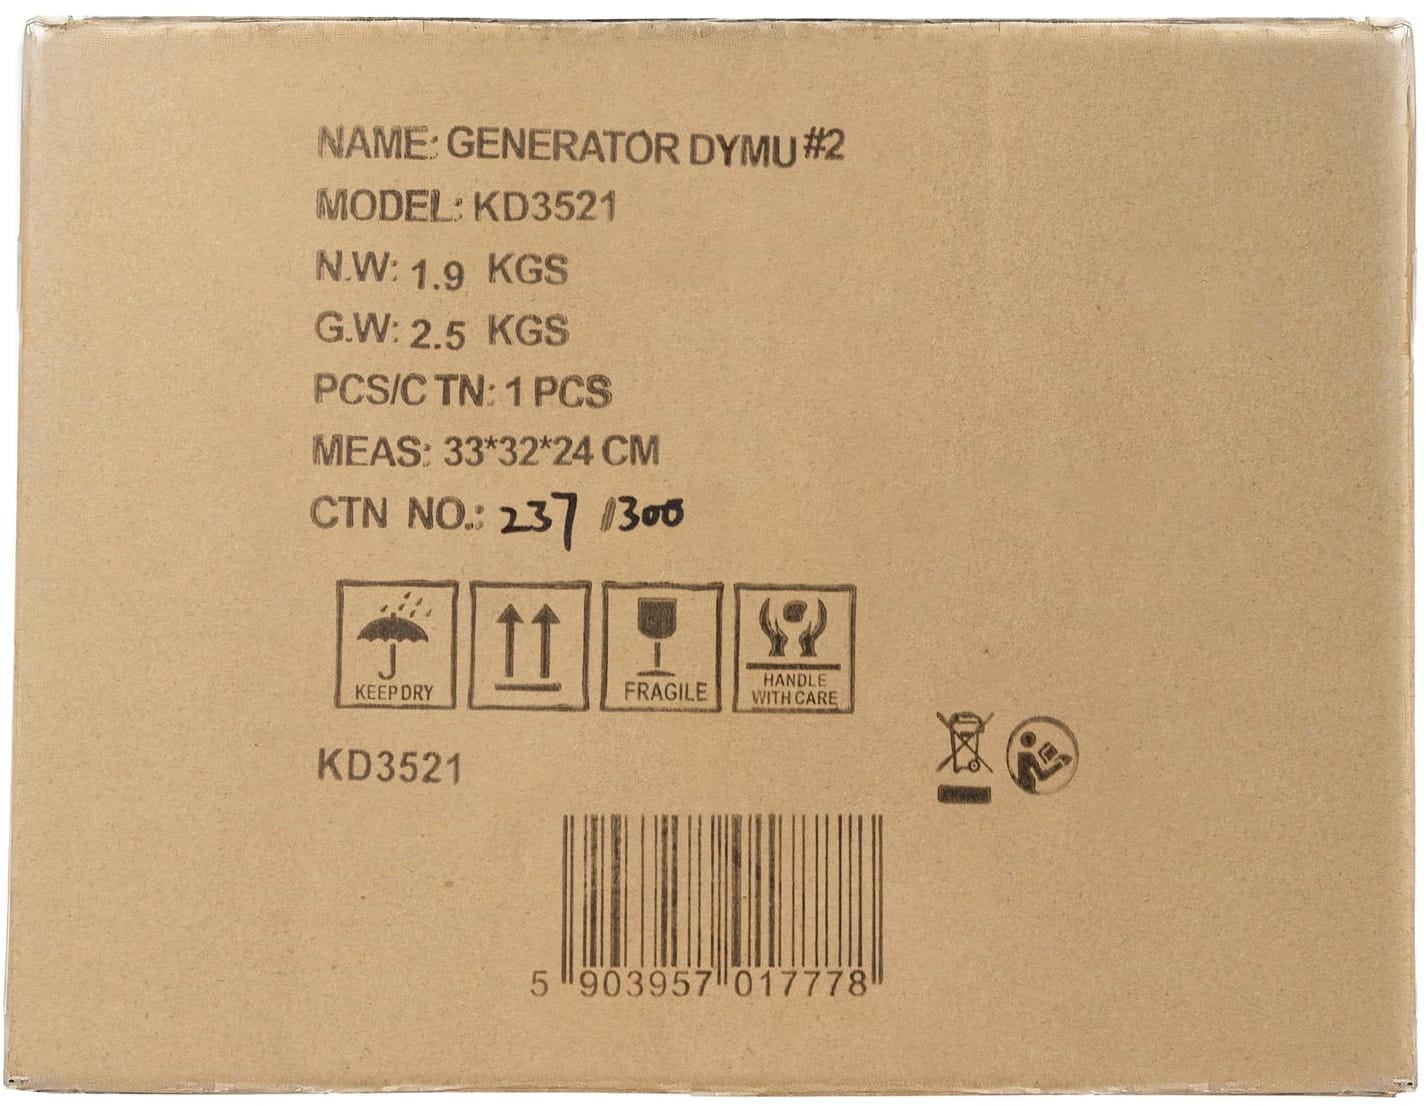 NAME: GENERATOR DYMU #2
MODEL: KD3521
N.W: 1.9 KGS
G.W: 2.5 KGS
PCS/C TN: 1 PCS
MEAS: 33*32*24 CM
CTN NO.: 237 /300
KEEP DRY
FRAGILE
HANDLE
WITH CARE
KD3521
5 903957 017778